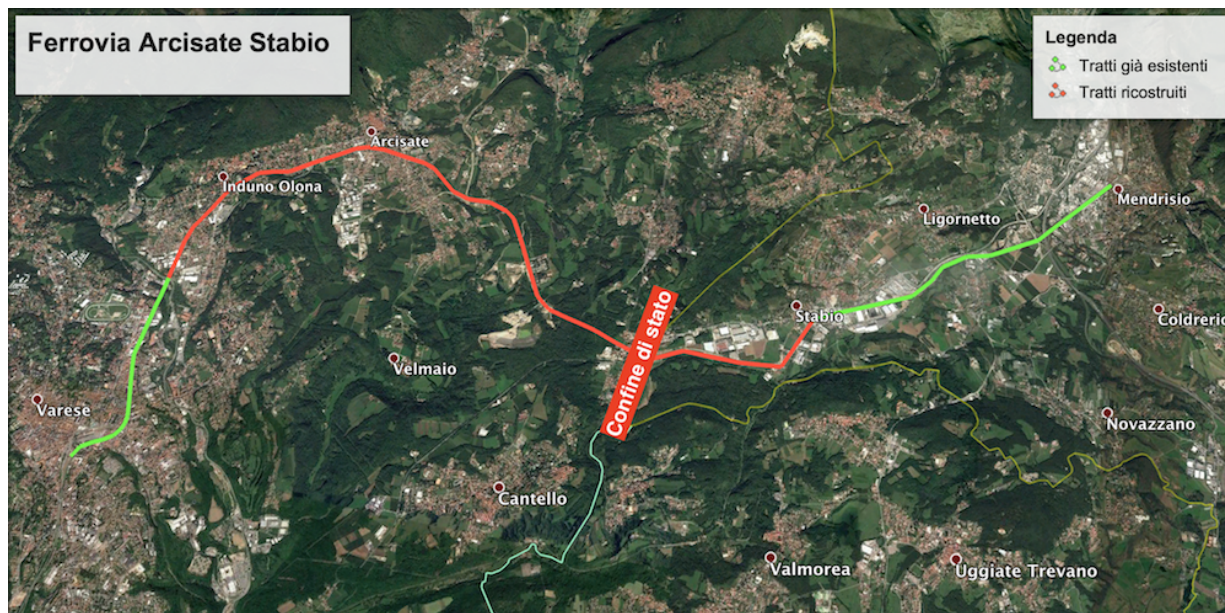 Ferrovia Arcisate Stabio
Legenda
Tratti già esistenti
Tratti ricostruiti
Arcisate
Induno Olona
Mendrisio
Ligornetto
Stabio
Coldrerio
Confine di stato
Velmaio
Varese
Novazzano
Cantello
Valmorea
Uggiate Trevano